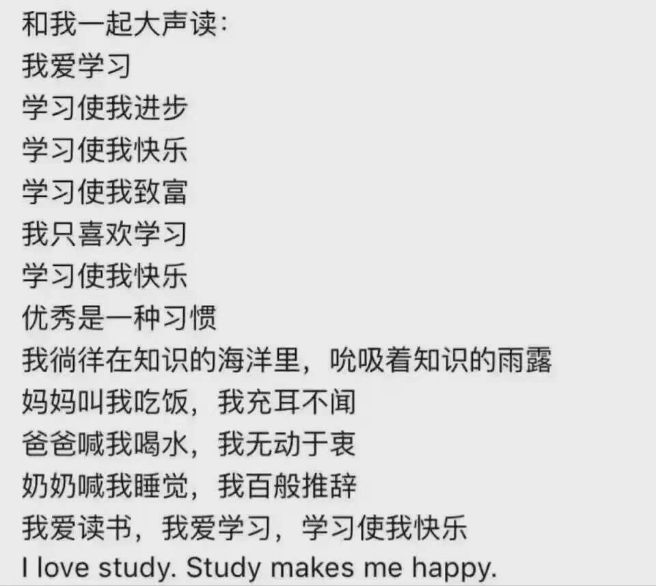 和我一起大声读：
我爱学习
学习使我进步
学习使我快乐
学习使我致富
我只喜欢学习
学习使我快乐
优秀是一种习惯
我徜徉在知识的海洋里，吮吸着知识的雨露
妈妈叫我吃饭，我充耳不闻
爸爸喊我喝水，我无动于衷
奶奶喊我睡觉，我百般推辞
我爱读书，我爱学习，学习使我快乐
I love study. Study makes me happy.